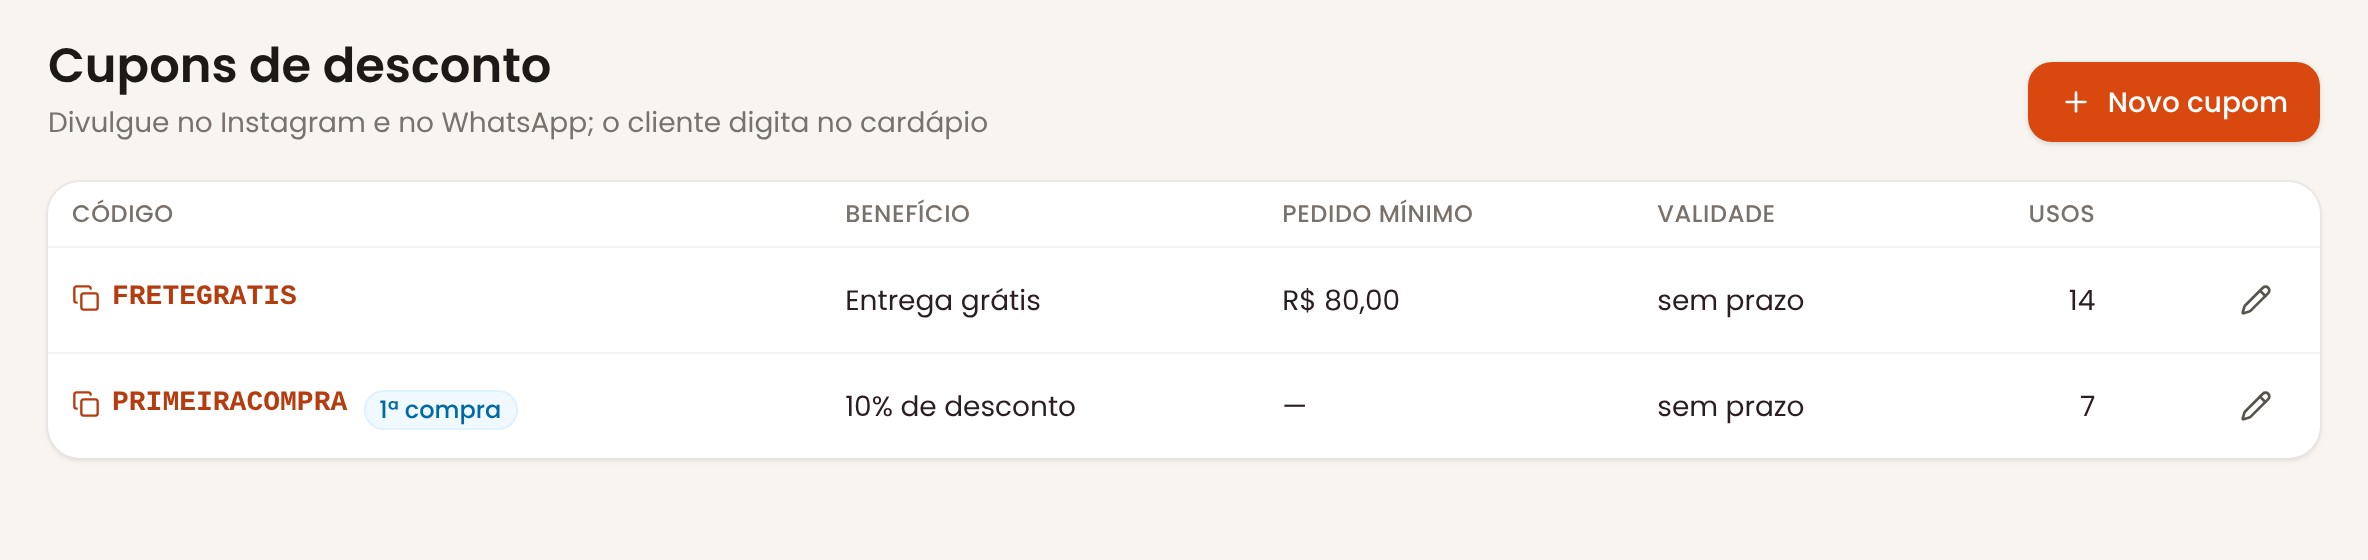 Cupons de desconto
Divulgue no Instagram e no WhatsApp; o cliente digita no cardápio
+ Novo cupom
CÓDIGO BENEFÍCIO PEDIDO MÍNIMO VALIDADE USOS
FRETEGRATIS Entrega grátis R$ 80,00 sem prazo 14
PRIMEIRACOMPRA 1ª compra 10% de desconto — sem prazo 7